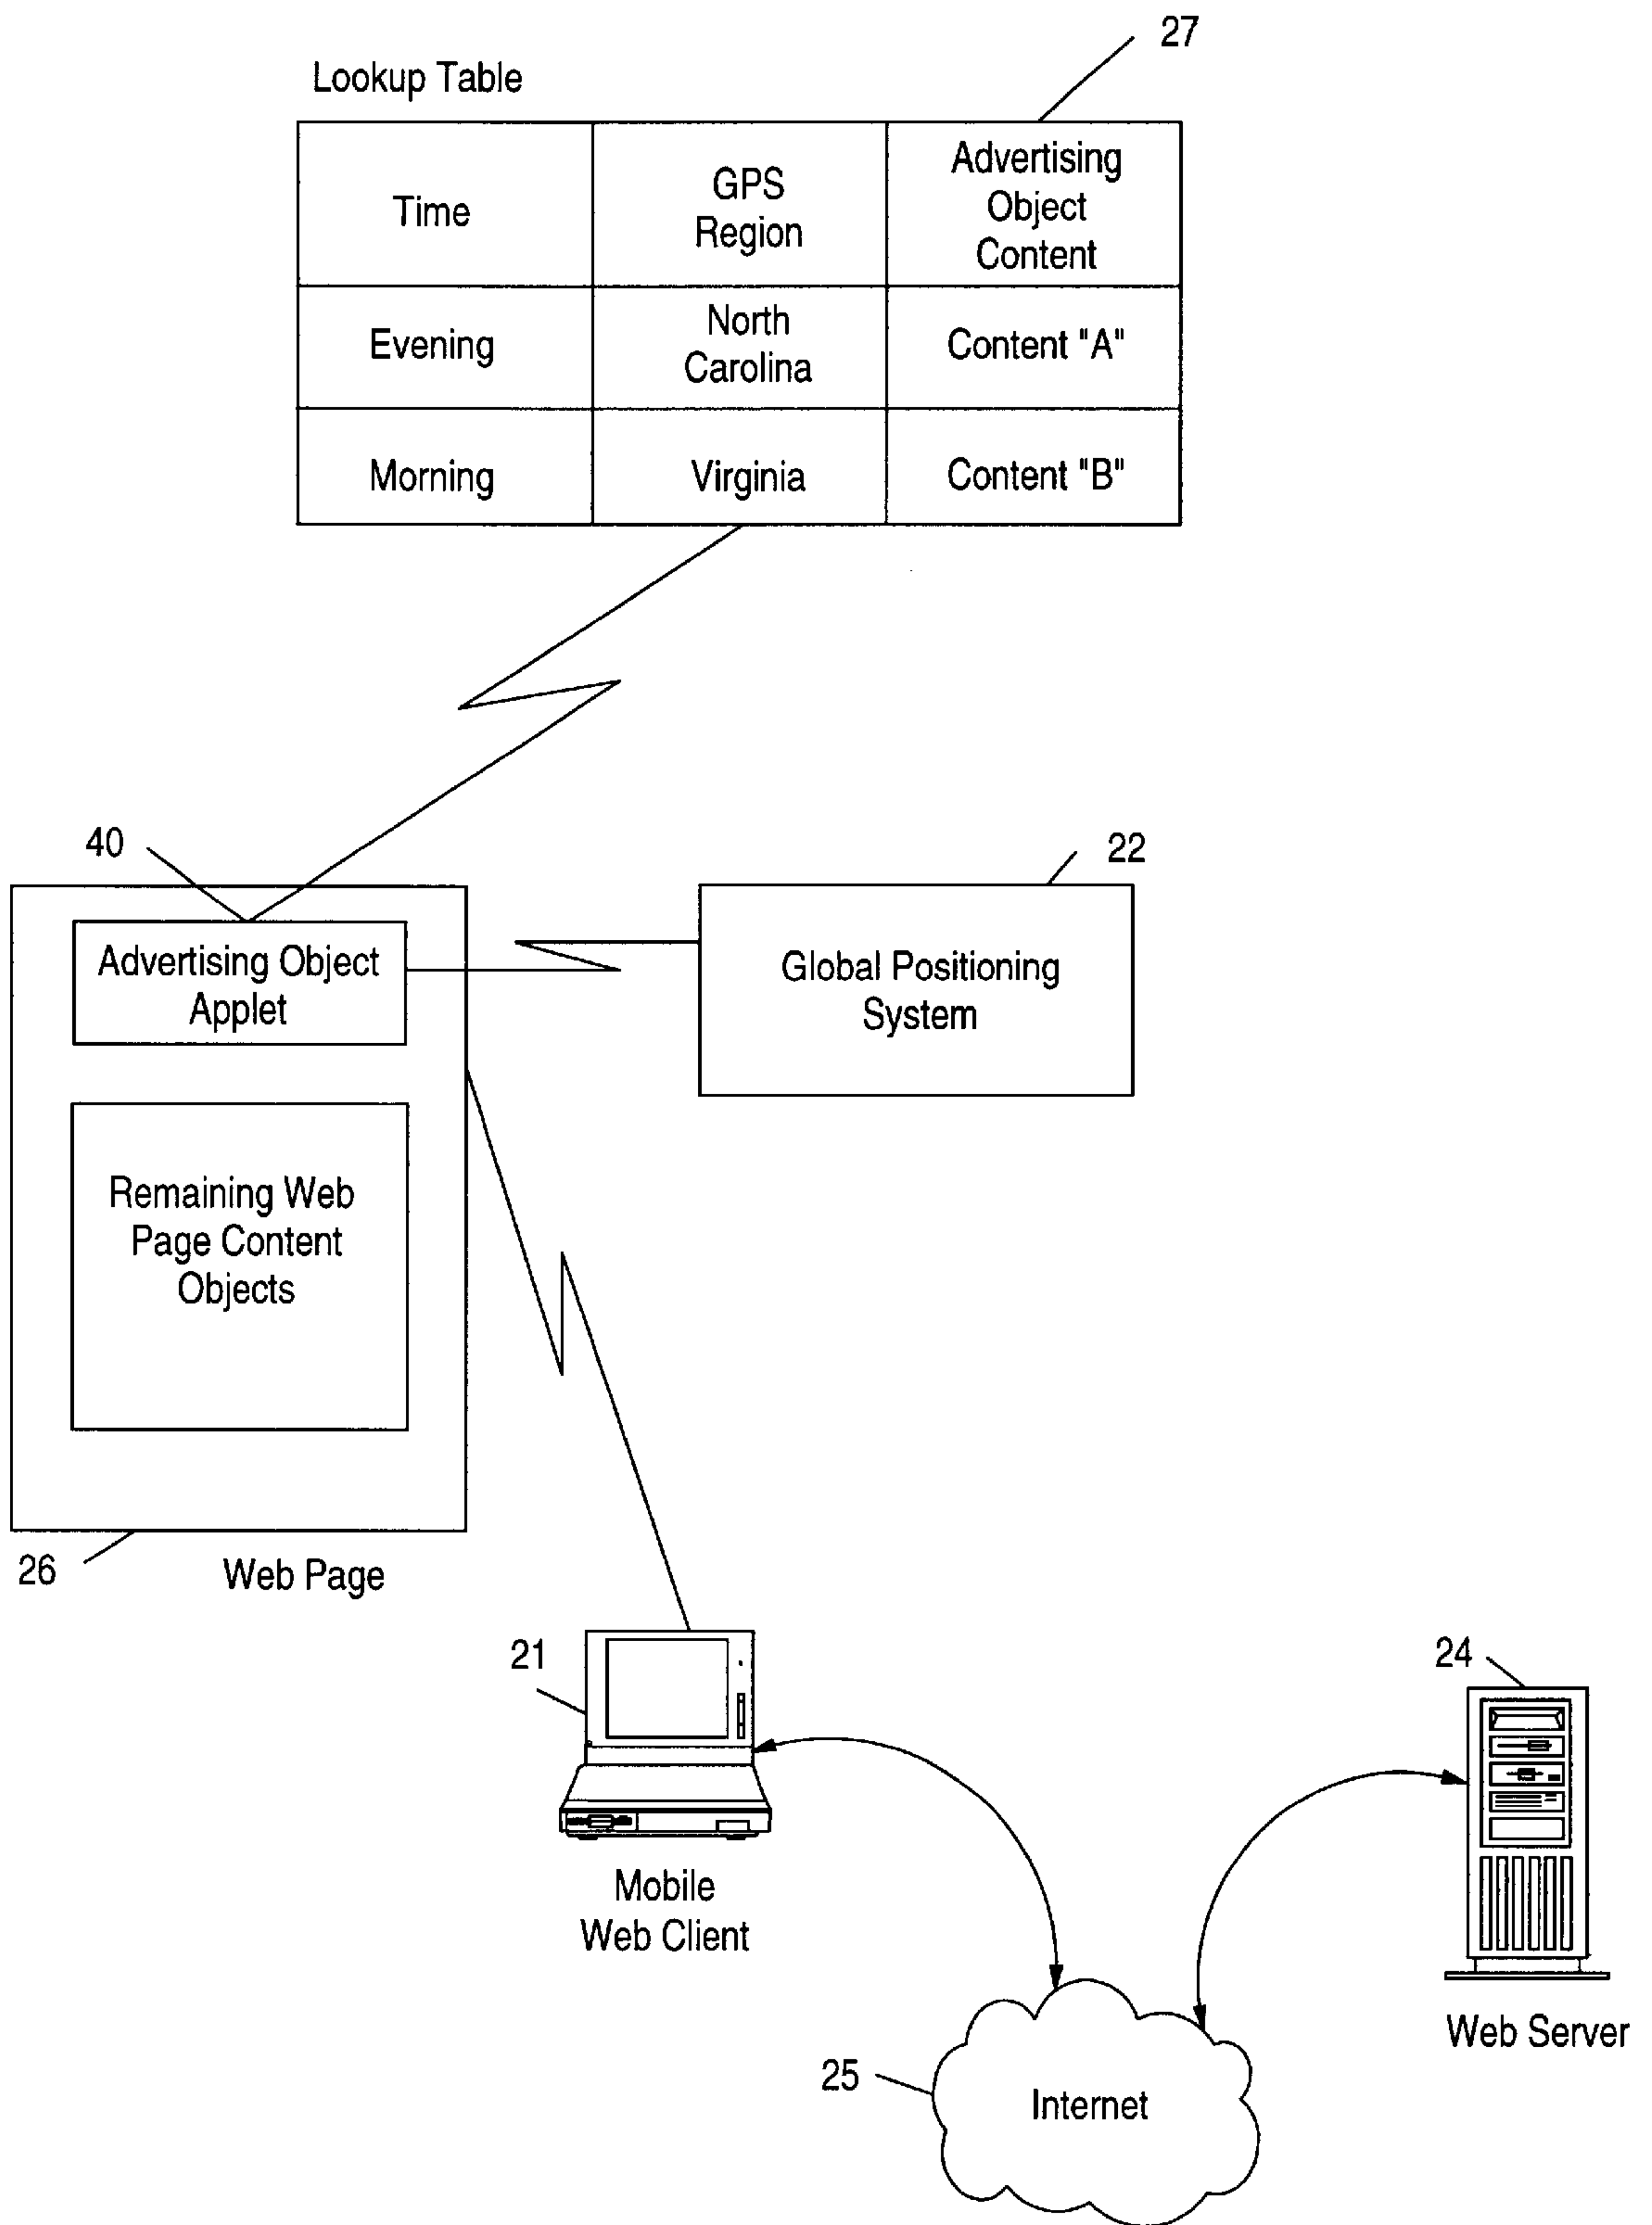 27
Lookup Table
Time
GPS
Region
Advertising
Object
Content
Evening
North
Carolina
Content "A"
Morning
Virginia
Content "B"
40
22
Advertising Object
Applet
Global Positioning
System
Remaining Web
Page Content
Objects
26
Web Page
21
24
Mobile
Web Client
Web Server
25
Internet